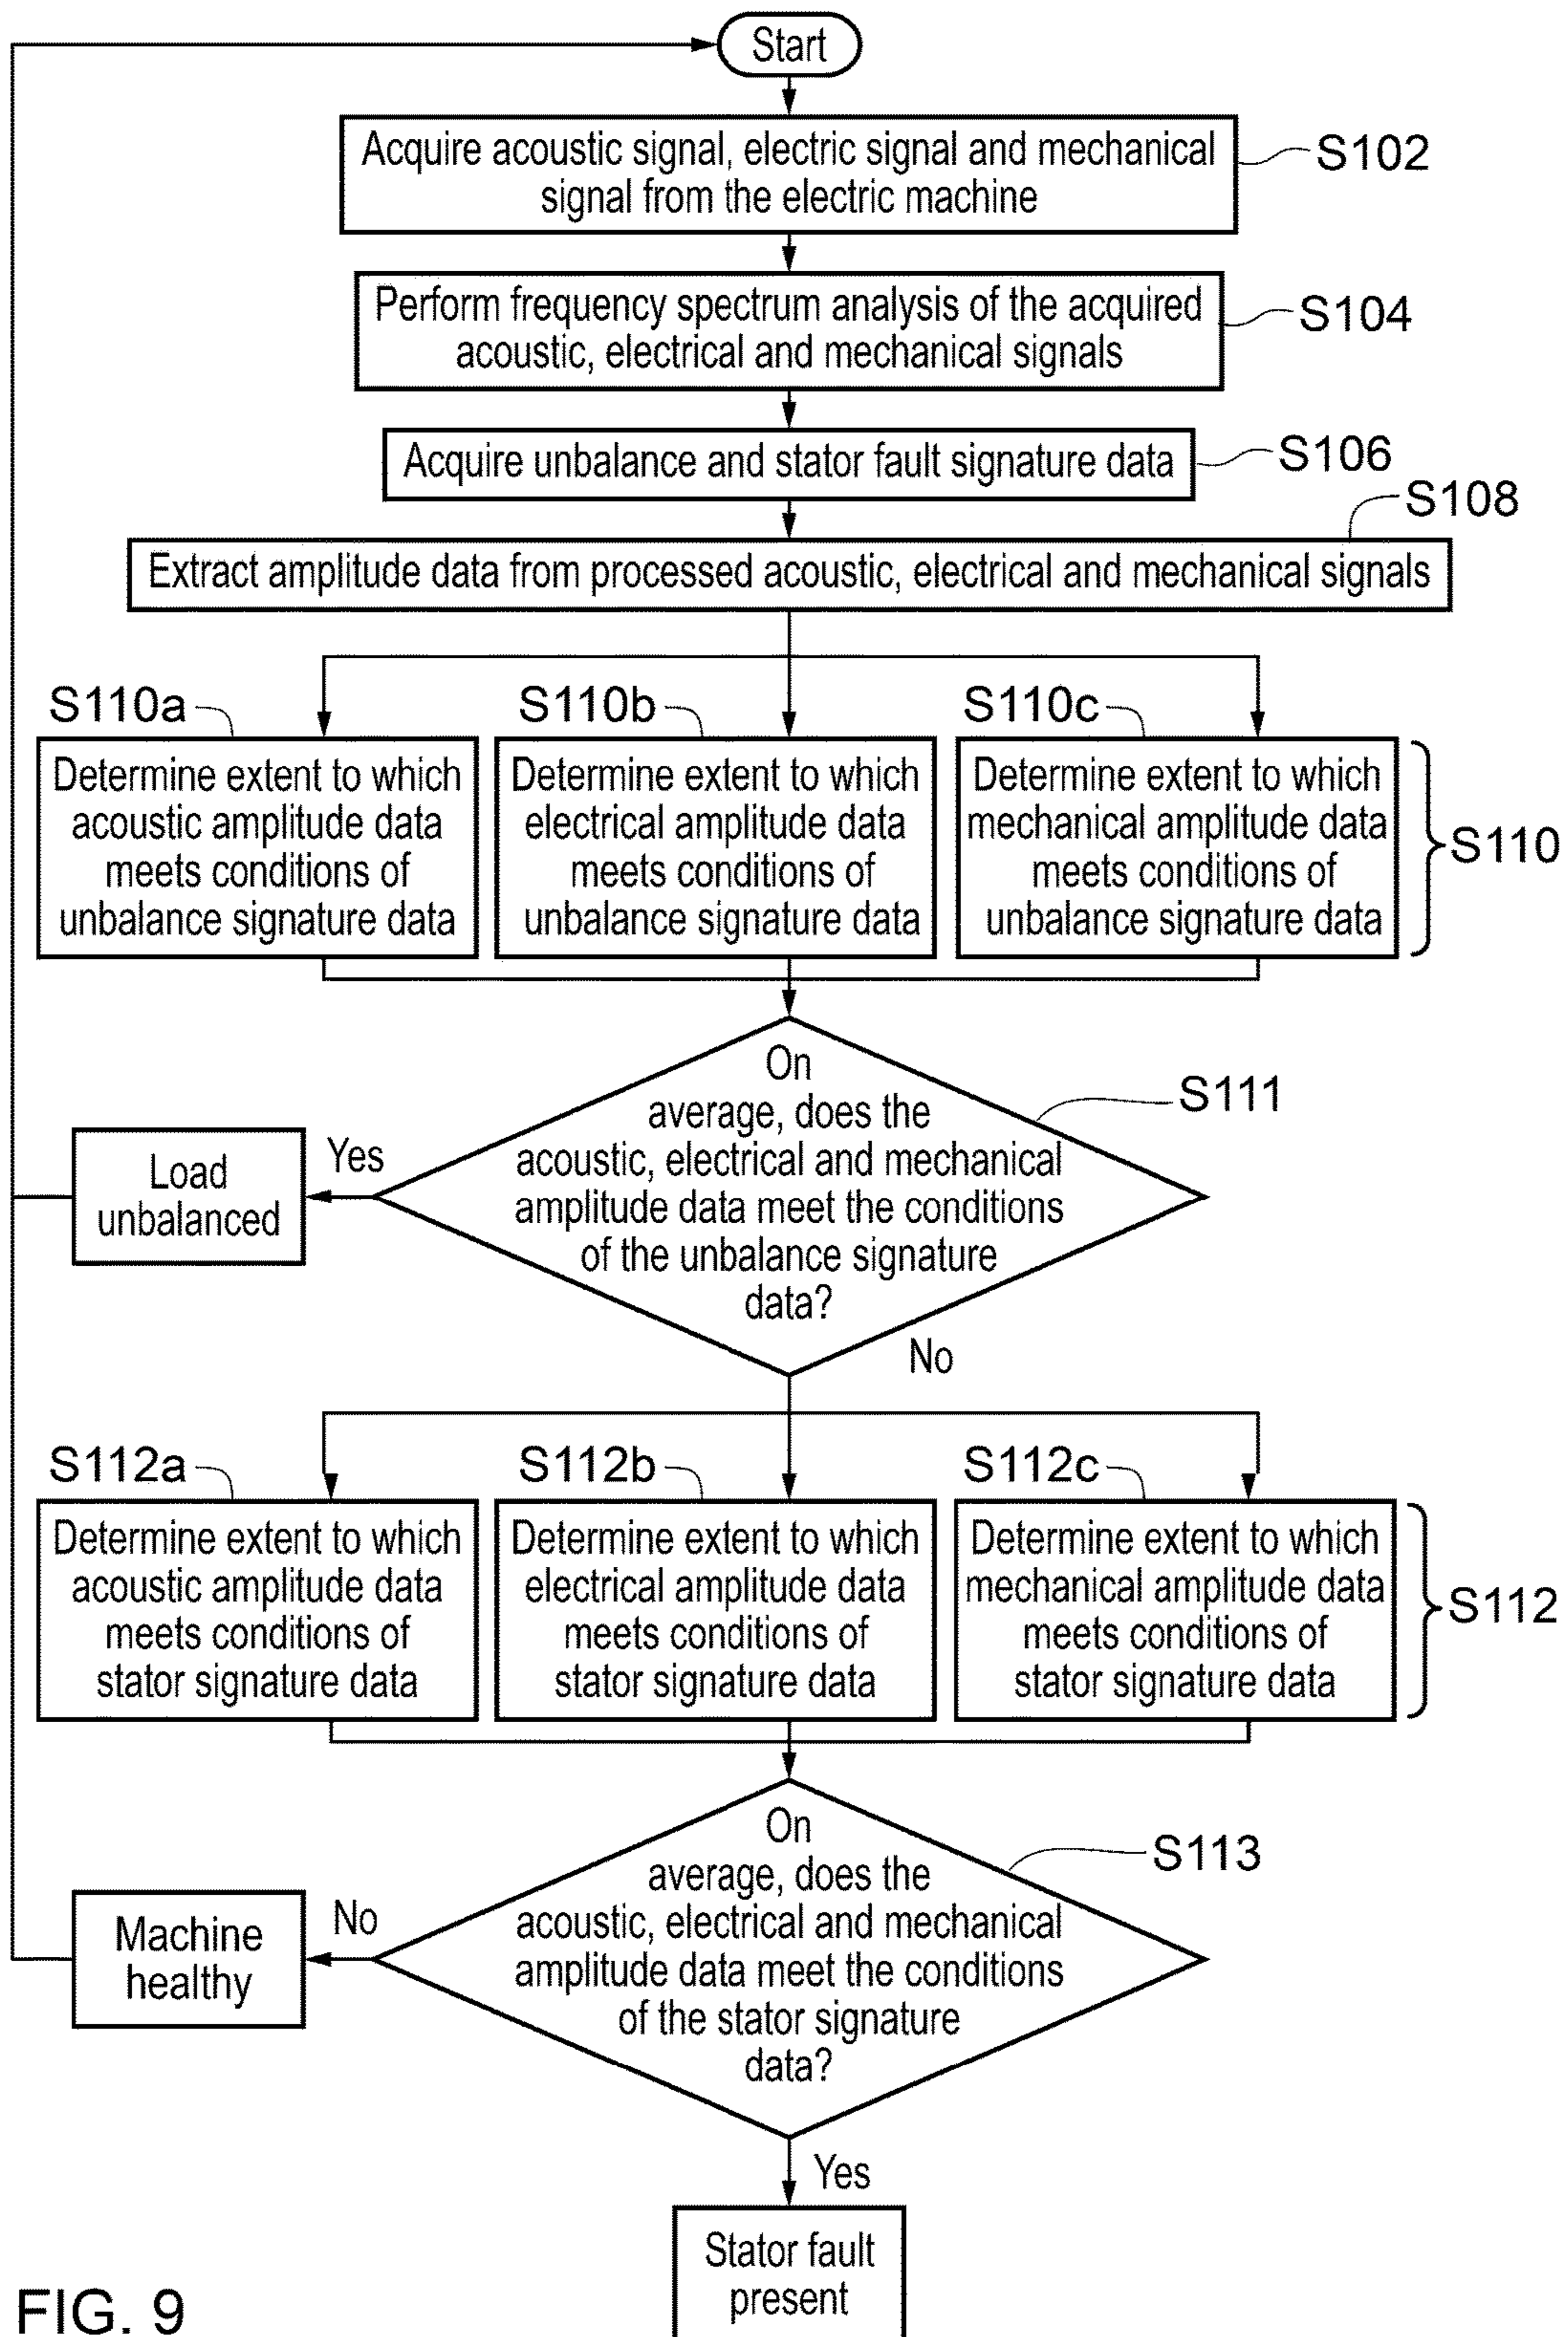 Start
Acquire acoustic signal, electric signal and mechanical
signal from the electric machine
S102
Perform frequency spectrum analysis of the acquired
acoustic, electrical and mechanical signals
S104
Acquire unbalance and stator fault signature data
S106
S108
Extract amplitude data from processed acoustic, electrical and mechanical signals
S110a
Determine extent to which
acoustic amplitude data
meets conditions of
unbalance signature data
S110b
Determine extent to which
electrical amplitude data
meets conditions of
unbalance signature data
S110c
Determine extent to which
mechanical amplitude data
meets conditions of
unbalance signature data
S110
On
average, does the
acoustic, electrical and mechanical
amplitude data meet the conditions
of the unbalance signature
data?
S111
Yes
Load
unbalanced
No
S112a
Determine extent to which
acoustic amplitude data
meets conditions of
stator signature data
S112b
Determine extent to which
electrical amplitude data
meets conditions of
stator signature data
S112c
Determine extent to which
mechanical amplitude data
meets conditions of
stator signature data
S112
On
average, does the
acoustic, electrical and mechanical
amplitude data meet the conditions
of the stator signature
data?
S113
No
Machine
healthy
Yes
Stator fault
present
FIG. 9